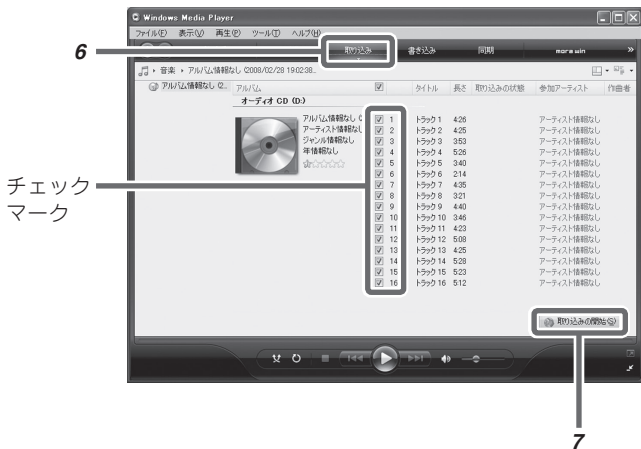 Windows Media Player
ファイル(F) 表示(V) 再生(P) ツール(T) ヘルプ(H)
6
取り込み 書き込み 同期 more win »
音楽 ▸ アルバム情報なし (2008/02/28 19:02:38...
アルバム情報なし (2... アルバム タイトル 長さ 取り込みの状態 参加アーティスト 作曲者
オーディオ CD (D:)
アルバム情報なし (2
アーティスト情報なし
ジャンル情報なし
年情報なし
1 トラック 1 4:26 アーティスト情報なし
2 トラック 2 4:25 アーティスト情報なし
3 トラック 3 3:53 アーティスト情報なし
4 トラック 4 5:26 アーティスト情報なし
5 トラック 5 3:40 アーティスト情報なし
6 トラック 6 2:14 アーティスト情報なし
7 トラック 7 4:35 アーティスト情報なし
8 トラック 8 3:21 アーティスト情報なし
9 トラック 9 4:40 アーティスト情報なし
10 トラック 10 3:46 アーティスト情報なし
11 トラック 11 4:23 アーティスト情報なし
12 トラック 12 5:08 アーティスト情報なし
13 トラック 13 4:25 アーティスト情報なし
14 トラック 14 5:28 アーティスト情報なし
15 トラック 15 5:23 アーティスト情報なし
16 トラック 16 5:12 アーティスト情報なし
チェック
マーク
取り込みの開始(S)
7